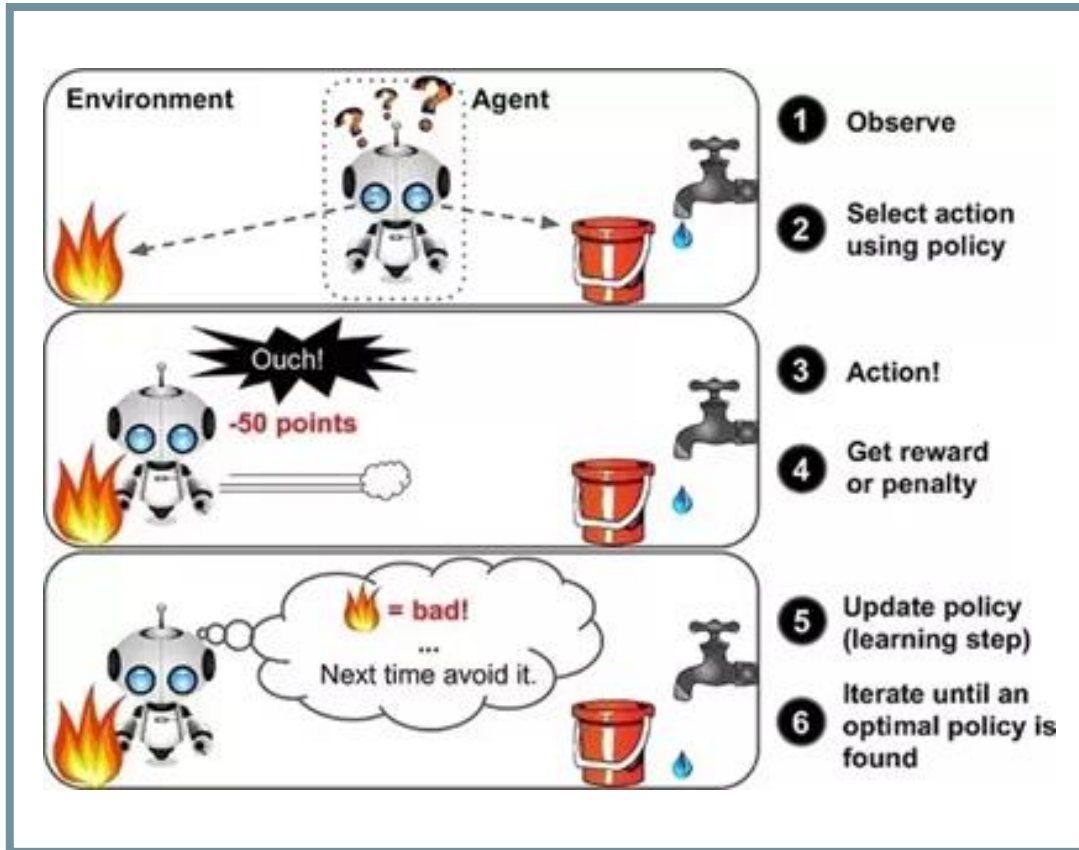 Environment
Agent
? ? ?
1 Observe
2 Select action
using policy
Ouch!
-50 points
3 Action!
4 Get reward
or penalty
= bad!
...
Next time avoid it.
5 Update policy
(learning step)
6 Iterate until an
optimal policy is
found